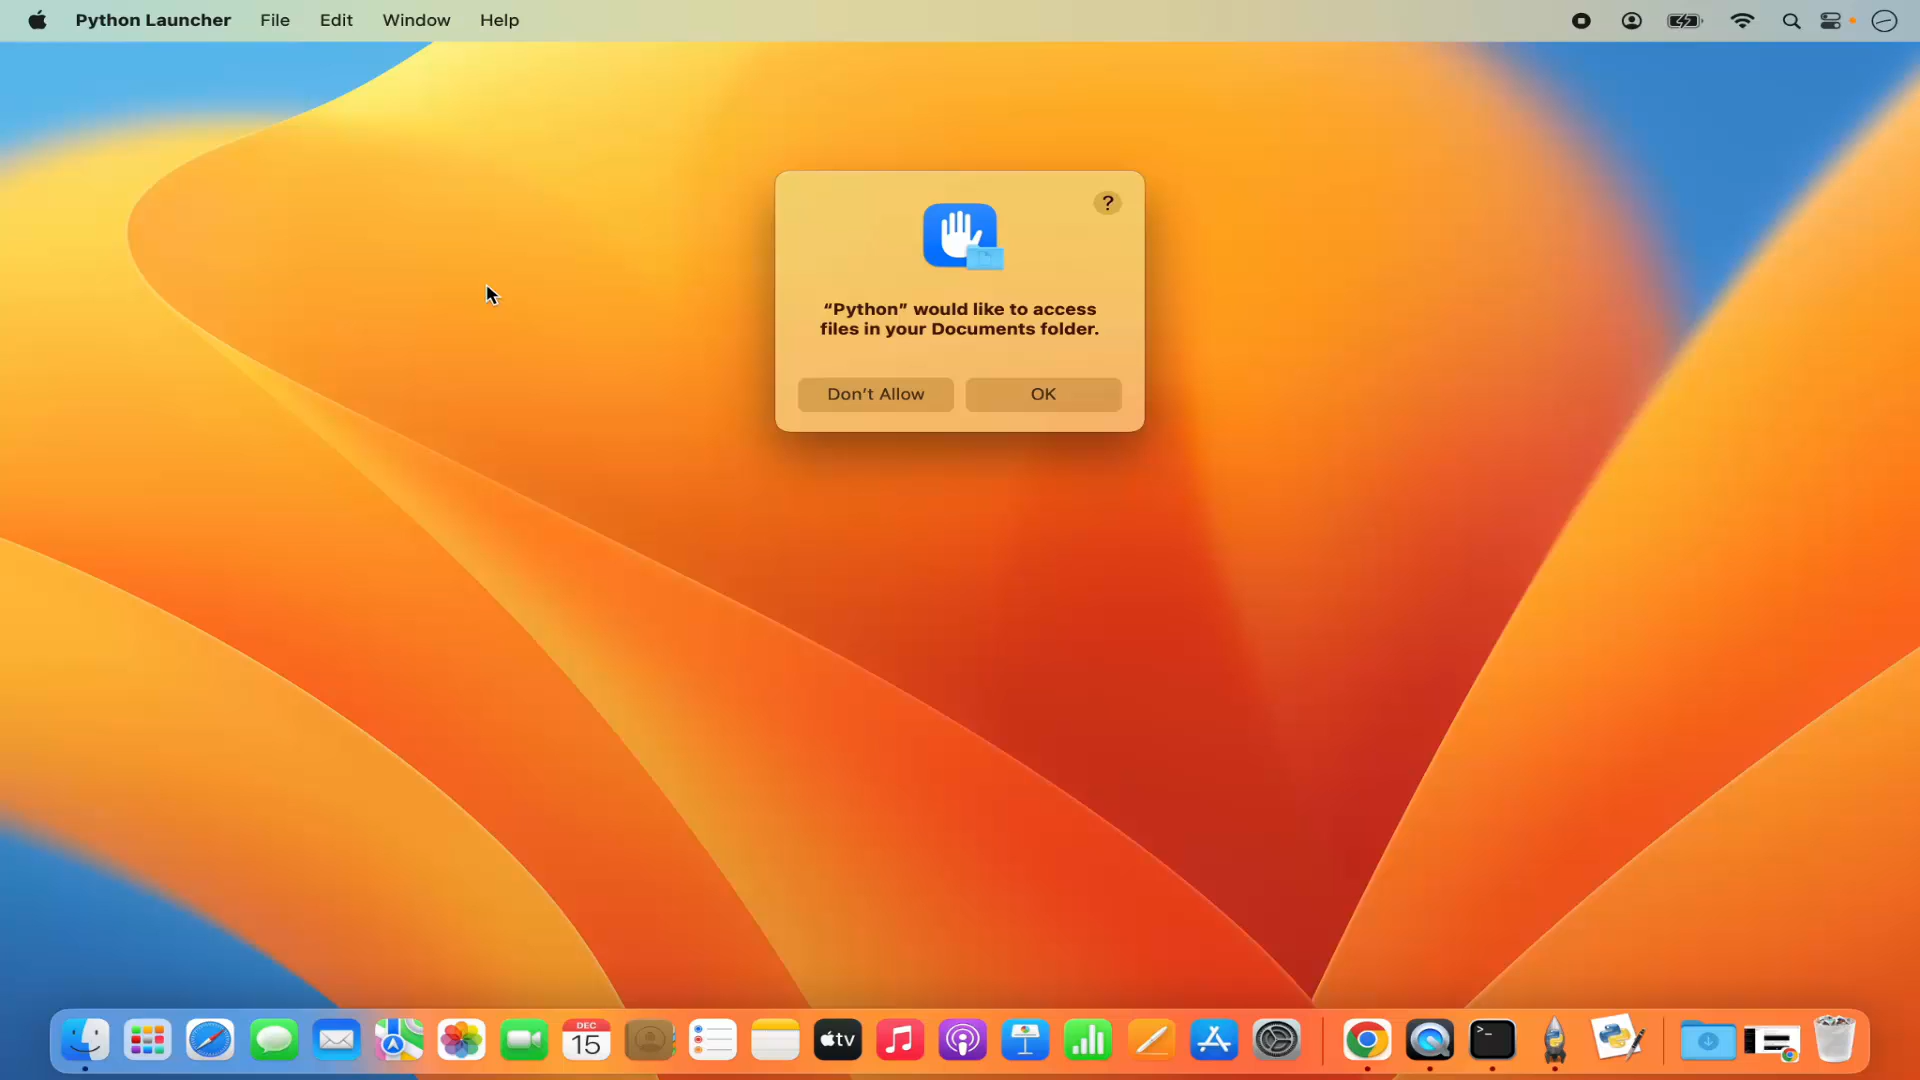 Python Launcher File Edit Window Help
?
“Python” would like to access
files in your Documents folder.
Don’t Allow OK
DEC
15
tv
>_